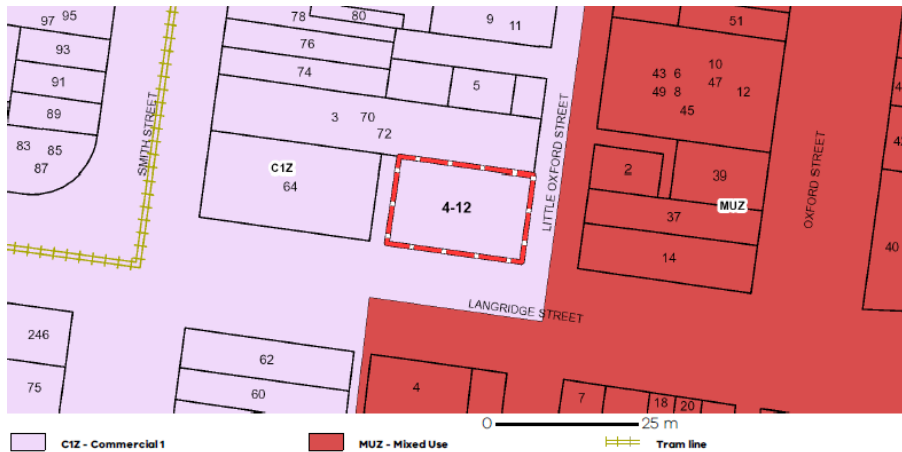 97 95
78
80
9
11
51
93
76
91
74
5
43 6 10
47
49 8 12
45
89
3 70
72
83 85
87
SMITH STREET
C1Z
64
4-12
LITTLE OXFORD STREET
2
39
37
MUZ
14
OXFORD STREET
40
LANGRIDGE STREET
246
75
62
60
4
7
18
20
0 25 m
C1Z - Commercial 1
MUZ - Mixed Use
Tram line